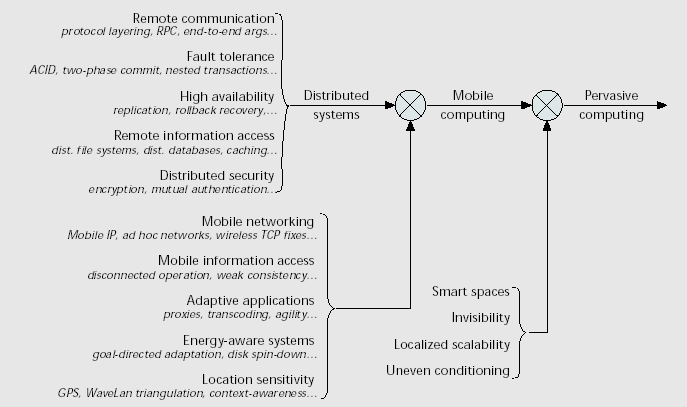 Remote communication
protocol layering, RPC, end-to-end args...
Fault tolerance
ACID, two-phase commit, nested transactions...
High availability
replication, rollback recovery,...
Remote information access
dist. file systems, dist. databases, caching...
Distributed security
encryption, mutual authentication...
Distributed
systems
Mobile
computing
Pervasive
computing
Mobile networking
Mobile IP, ad hoc networks, wireless TCP fixes...
Mobile information access
disconnected operation, weak consistency...
Adaptive applications
proxies, transcoding, agility...
Energy-aware systems
goal-directed adaptation, disk spin-down...
Location sensitivity
GPS, WaveLan triangulation, context-awareness...
Smart spaces
Invisibility
Localized scalability
Uneven conditioning